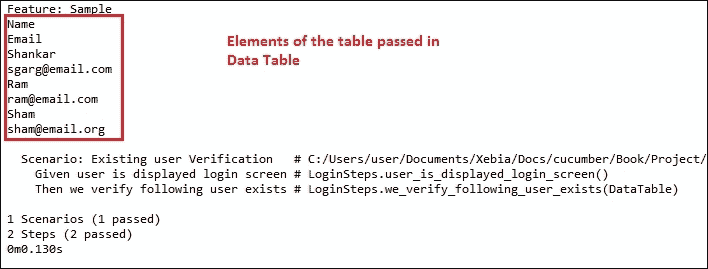 Feature: Sample
Name
Email
Shankar
sgarg@email.com
Ram
ram@email.com
Sham
sham@email.org
Elements of the table passed in
Data Table
Scenario: Existing user Verification # C:/Users/user/Documents/Xebia/Docs/cucumber/Book/Project/
Given user is displayed login screen # LoginSteps.user_is_displayed_login_screen()
Then we verify following user exists # LoginSteps.we_verify_following_user_exists(DataTable)
1 Scenarios (1 passed)
2 Steps (2 passed)
0m0.130s